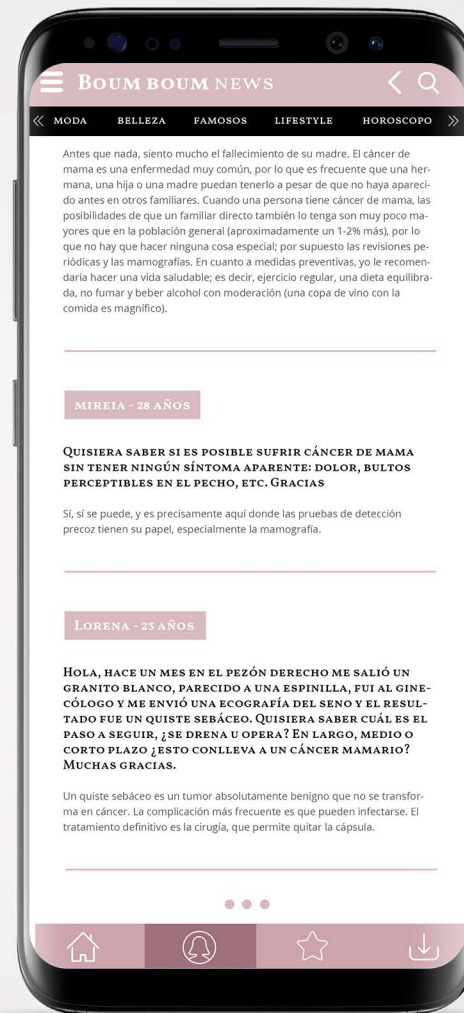 BOUM BOUM NEWS
MODA BELLEZA FAMOSOS LIFESTYLE HOROSCOPO
Antes que nada, siento mucho el fallecimiento de su madre. El cáncer de
mama es una enfermedad muy común, por lo que es frecuente que una her-
mana, una hija o una madre puedan tenerlo a pesar de que no haya apareci-
do antes en otros familiares. Cuando una persona tiene cáncer de mama, las
posibilidades de que un familiar directo también lo tenga son muy poco ma-
yores que en la población general (aproximadamente un 1-2% más), por lo
que no hay que hacer ninguna cosa especial; por supuesto las revisiones pe-
riódicas y las mamografías. En cuanto a medidas preventivas, yo le recomen-
daría hacer una vida saludable; es decir, ejercicio regular, una dieta equilibra-
da, no fumar y beber alcohol con moderación (una copa de vino con la
comida es magnífico).
MIREIA - 28 AÑOS
QUISIERA SABER SI ES POSIBLE SUFRIR CÁNCER DE MAMA
SIN TENER NINGÚN SÍNTOMA APARENTE: DOLOR, BULTOS
PERCEPTIBLES EN EL PECHO, ETC. GRACIAS
Sí, sí se puede, y es precisamente aquí donde las pruebas de detección
precoz tienen su papel, especialmente la mamografía.
LORENA - 23 AÑOS
HOLA, HACE UN MES EN EL PEZÓN DERECHO ME SALIÓ UN
GRANITO BLANCO, PARECIDO A UNA ESPINILLA, FUI AL GINE-
CÓLOGO Y ME ENVIÓ UNA ECOGRAFÍA DEL SENO Y EL RESUL-
TADO FUE UN QUISTE SEBÁCEO. QUISIERA SABER CUÁL ES EL
PASO A SEGUIR, ¿SE DRENA U OPERA? EN LARGO, MEDIO O
CORTO PLAZO ¿ESTO CONLLEVA A UN CÁNCER MAMARIO?
MUCHAS GRACIAS.
Un quiste sebáceo es un tumor absolutamente benigno que no se transfor-
ma en cáncer. La complicación más frecuente es que pueden infectarse. El
tratamiento definitivo es la cirugía, que permite quitar la cápsula.